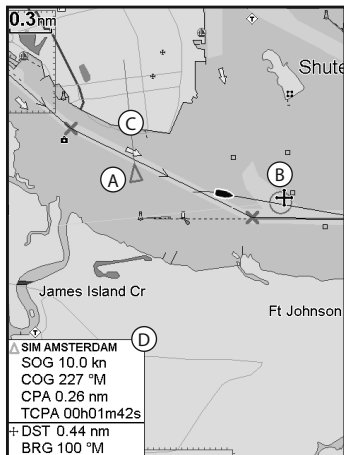 0.3nm
Shute
C
A
B
James Island Cr
Ft Johnson
D
SIM AMSTERDAM
SOG 10.0 kn
COG 227 °M
CPA 0.26 nm
TCPA 00h01m42s
DST 0.44 nm
BRG 100 °M